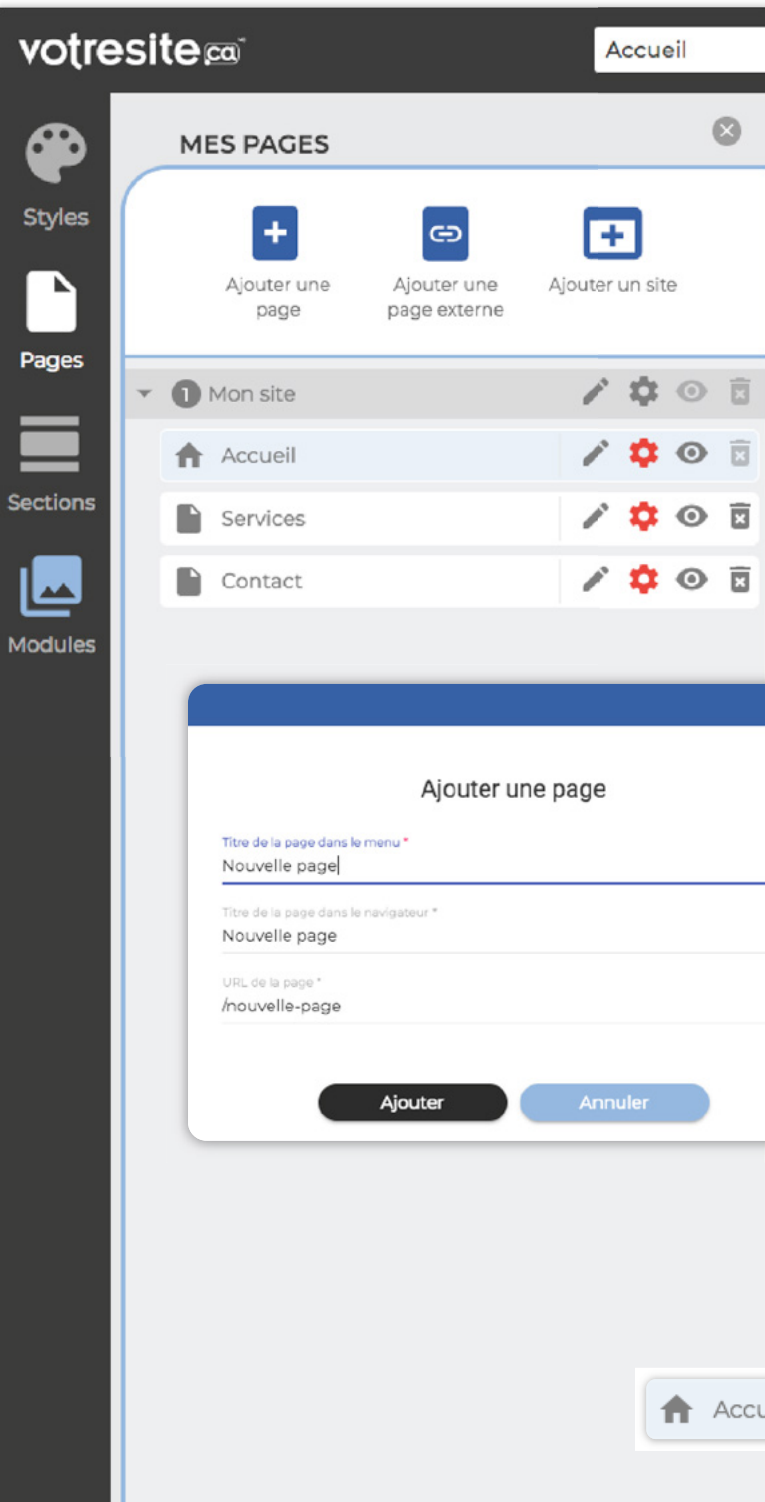 votresite.ca
Accueil
MES PAGES
Styles
Ajouter une
page
Ajouter une
page externe
Ajouter un site
Pages
1 Mon site
Accueil
Sections
Services
Contact
Modules
Ajouter une page
Titre de la page dans le menu *
Nouvelle page
Titre de la page dans le navigateur *
Nouvelle page
URL de la page *
/nouvelle-page
Ajouter
Annuler
Accu